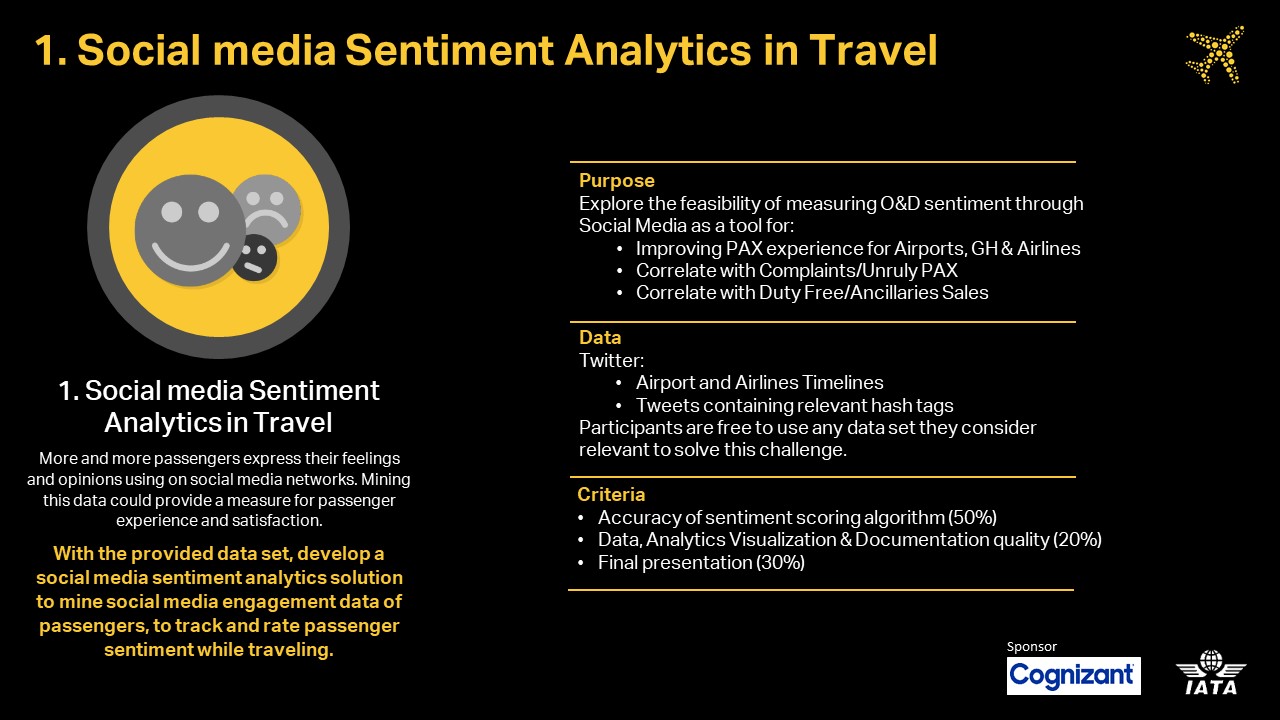 1. Social media Sentiment Analytics in Travel
1. Social media Sentiment
Analytics in Travel
More and more passengers express their feelings
and opinions using on social media networks. Mining
this data could provide a measure for passenger
experience and satisfaction.
With the provided data set, develop a
social media sentiment analytics solution
to mine social media engagement data of
passengers, to track and rate passenger
sentiment while traveling.
Purpose
Explore the feasibility of measuring O&D sentiment through
Social Media as a tool for:
• Improving PAX experience for Airports, GH & Airlines
• Correlate with Complaints/Unruly PAX
• Correlate with Duty Free/Ancillaries Sales
Data
Twitter:
• Airport and Airlines Timelines
• Tweets containing relevant hash tags
Participants are free to use any data set they consider
relevant to solve this challenge.
Criteria
• Accuracy of sentiment scoring algorithm (50%)
• Data, Analytics Visualization & Documentation quality (20%)
• Final presentation (30%)
Sponsor
Cognizant
IATA